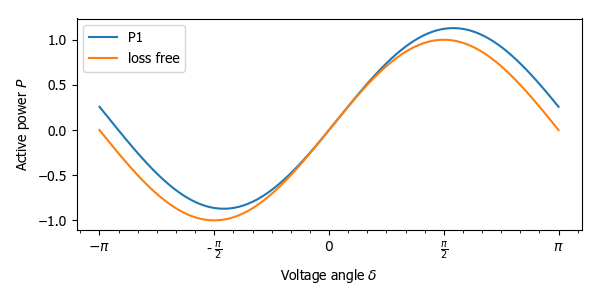 P1
loss free
1.0
0.5
0.0
−0.5
−1.0
Active power P
−π
-π/2
0
π/2
π
Voltage angle δ